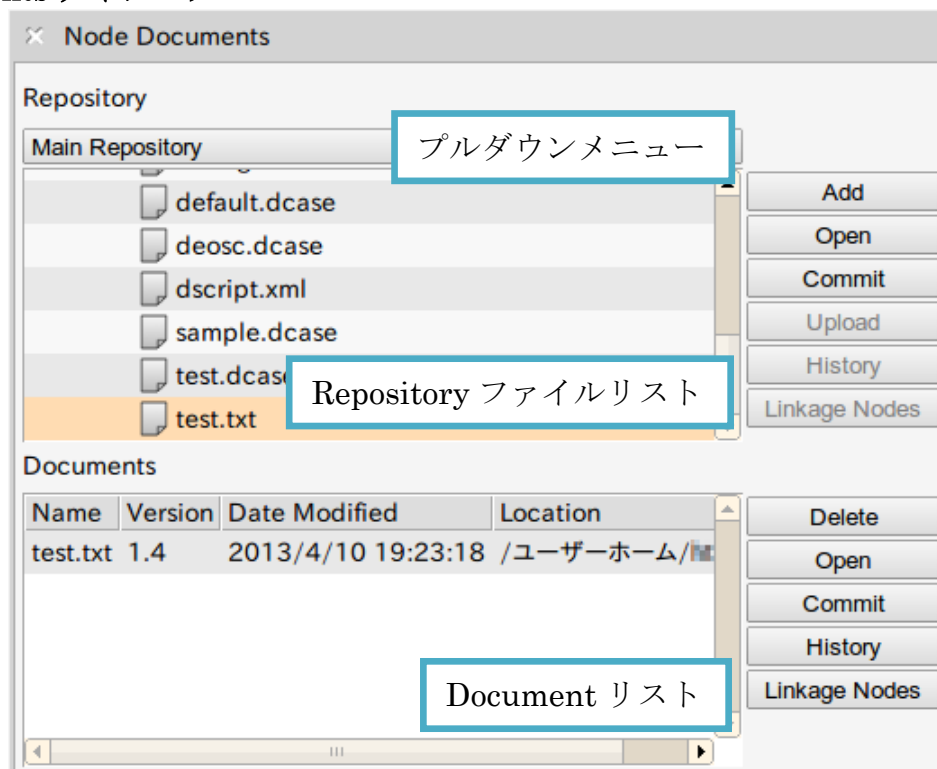 Node Documents
Repository
Main Repository
プルダウンメニュー
default.dcase
Add
deosc.dcase
Open
dscript.xml
Commit
sample.dcase
Upload
test.dcas
History
Repository ファイルリスト
test.txt
Linkage Nodes
Documents
Name Version Date Modified Location
Delete
test.txt 1.4 2013/4/10 19:23:18 /ユーザーホーム/
Open
Commit
History
Document リスト
Linkage Nodes